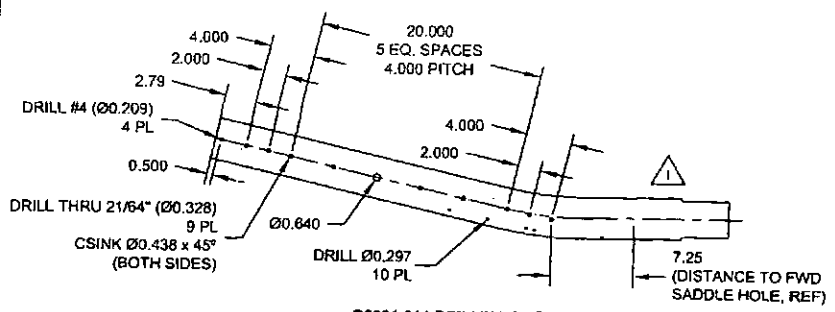 20.000
5 EQ. SPACES
4.000 PITCH
4.000
2.000
2.79
DRILL #4 (Ø0.209)
4 PL
0.500
4.000
2.000
DRILL THRU 21/64" (Ø0.328)
9 PL
CSINK Ø0.438 x 45°
(BOTH SIDES)
Ø0.640
DRILL Ø0.297
10 PL
1
7.25
(DISTANCE TO FWD
SADDLE HOLE, REF)